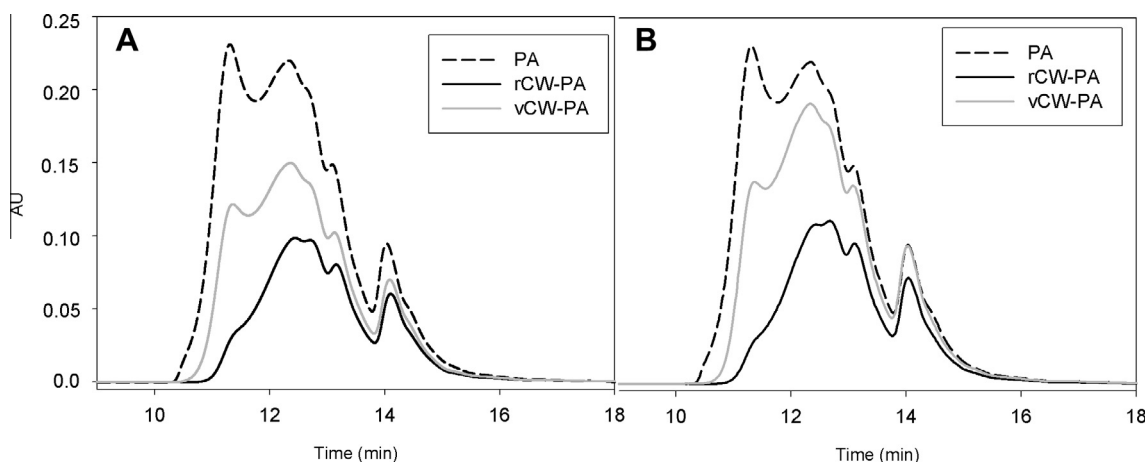 0.25
0.20
0.15
0.10
0.05
0.0
AU
A
PA
rCW-PA
vCW-PA
10 12 14 16 18
Time (min)
B
PA
rCW-PA
vCW-PA
10 12 14 16 18
Time (min)